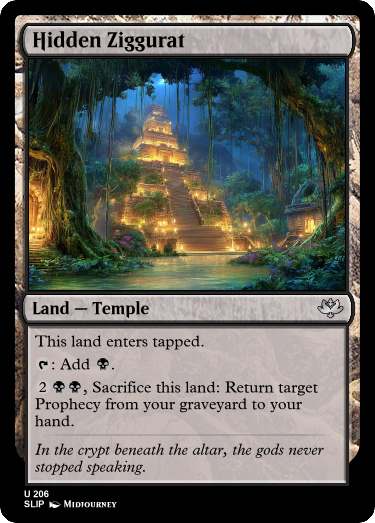 Hidden Ziggurat
Land — Temple
This land enters tapped.
: Add .
2 , Sacrifice this land: Return target
Prophecy from your graveyard to your
hand.
In the crypt beneath the altar, the gods never
stopped speaking.
U 206
SLIP Midjourney